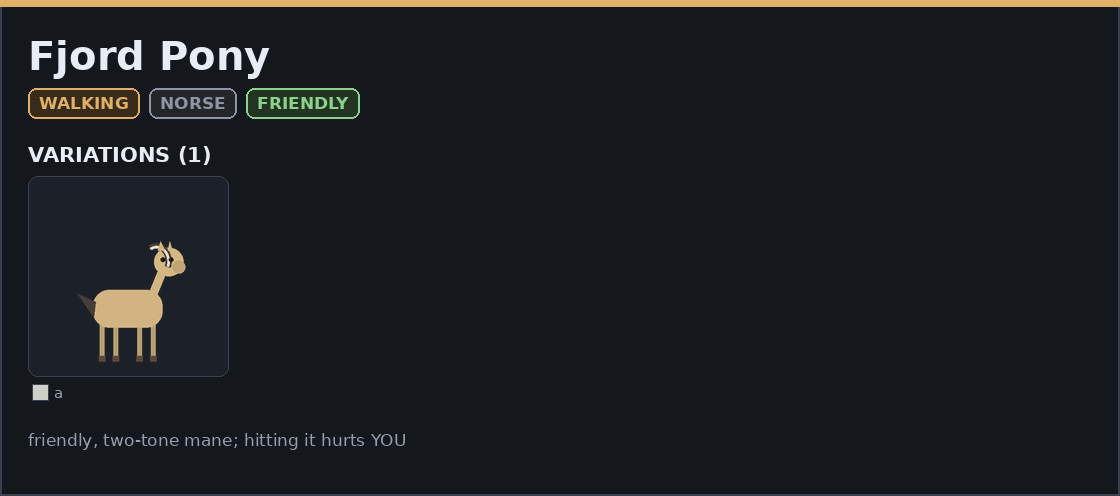 Fjord Pony
WALKING NORSE FRIENDLY
VARIATIONS (1)
a
friendly, two-tone mane; hitting it hurts YOU